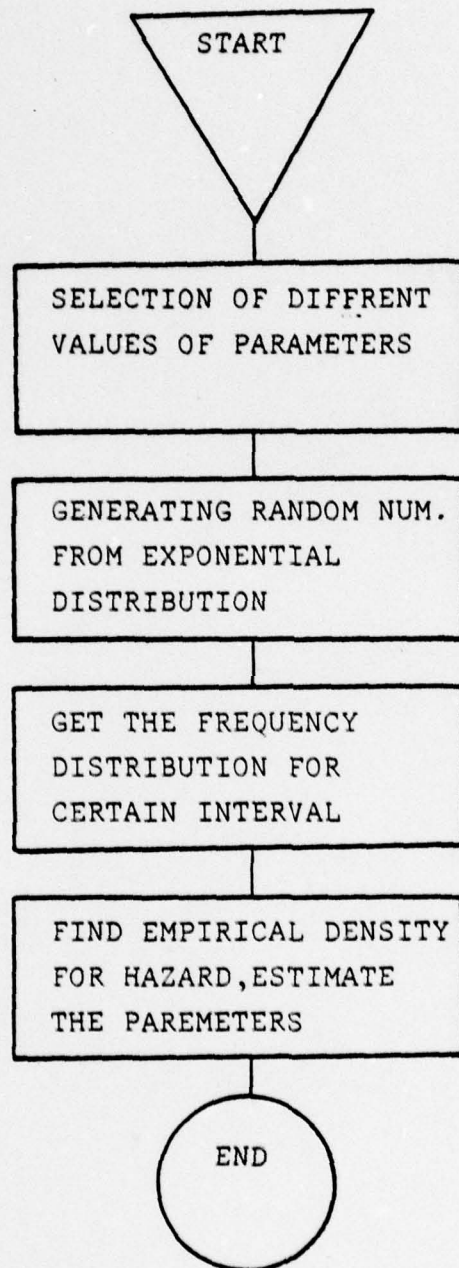 START
SELECTION OF DIFFRENT
VALUES OF PARAMETERS
GENERATING RANDOM NUM.
FROM EXPONENTIAL
DISTRIBUTION
GET THE FREQUENCY
DISTRIBUTION FOR
CERTAIN INTERVAL
FIND EMPIRICAL DENSITY
FOR HAZARD,ESTIMATE
THE PAREMETERS
END